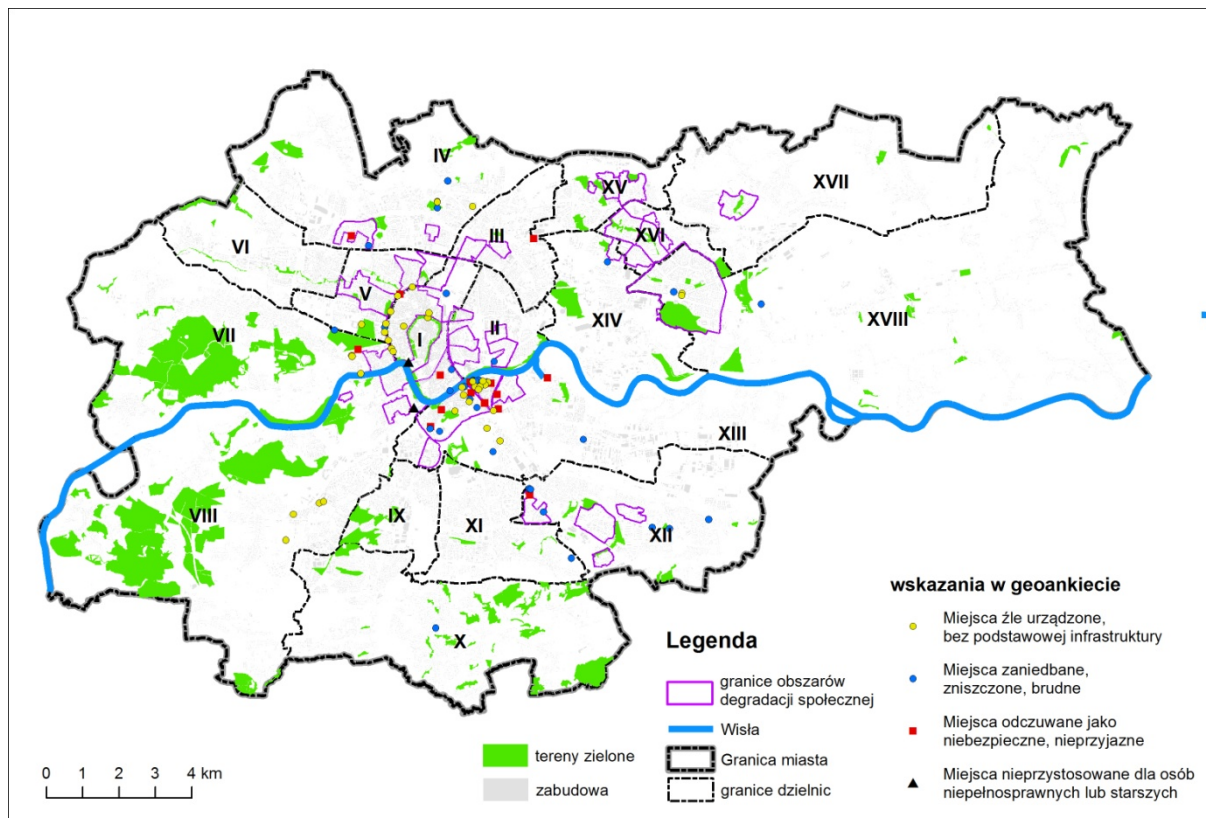 IV
XV
XVII
III
XVI
VI
V
XIV
XVIII
VII
I
II
XIII
VIII
IX
XI
XII
X
wskazania w geoankiecie
Miejsca źle urządzone,
bez podstawowej infrastruktury
Miejsca zaniedbane,
zniszczone, brudne
Miejsca odczuwane jako
niebezpieczne, nieprzyjazne
Miejsca nieprzystosowane dla osób
niepełnosprawnych lub starszych
Legenda
granice obszarów
degradacji społecznej
Wisła
Granica miasta
granice dzielnic
tereny zielone
zabudowa
0 1 2 3 4 km